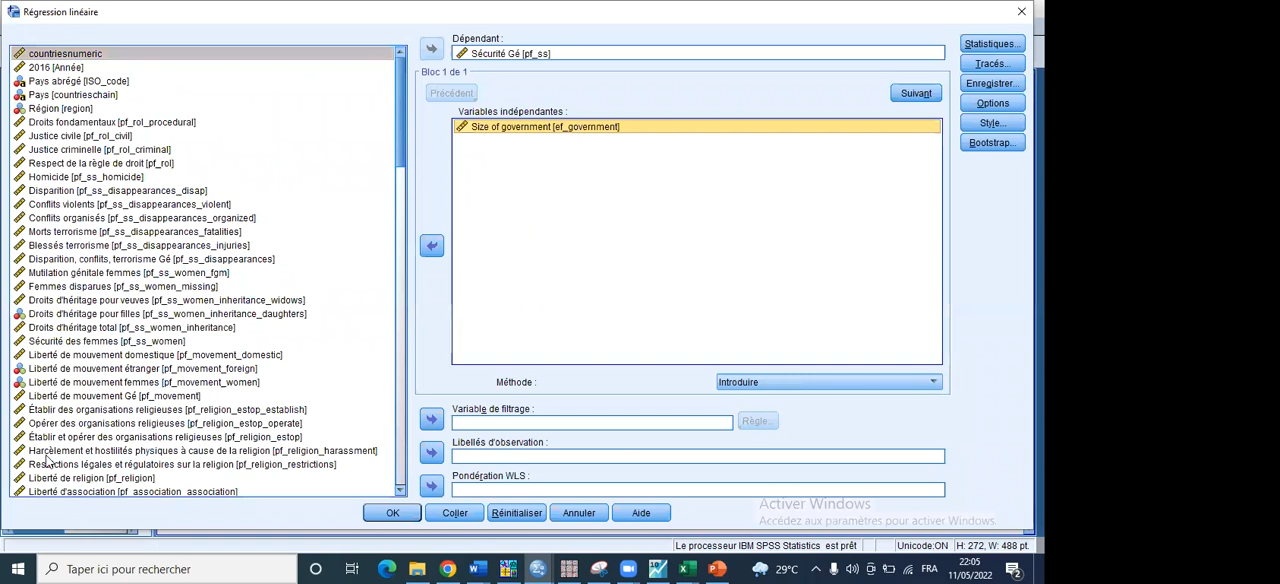 Régression linéaire
countriesnumeric
2016 [Année]
Pays abrégé [ISO_code]
Pays [countrieschain]
Région [region]
Droits fondamentaux [pf_rol_procedural]
Justice civile [pf_rol_civil]
Justice criminelle [pf_rol_criminal]
Respect de la règle de droit [pf_rol]
Homicide [pf_ss_homicide]
Disparition [pf_ss_disappearances_disap]
Conflits violents [pf_ss_disappearances_violent]
Conflits organisés [pf_ss_disappearances_organized]
Morts terrorisme [pf_ss_disappearances_fatalities]
Blessés terrorisme [pf_ss_disappearances_injuries]
Disparition, conflits, terrorisme Gé [pf_ss_disappearances]
Mutilation génitale femmes [pf_ss_women_fgm]
Femmes disparues [pf_ss_women_missing]
Droits d'héritage pour veuves [pf_ss_women_inheritance_widows]
Droits d'héritage pour filles [pf_ss_women_inheritance_daughters]
Droits d'héritage total [pf_ss_women_inheritance]
Sécurité des femmes [pf_ss_women]
Liberté de mouvement domestique [pf_movement_domestic]
Liberté de mouvement étranger [pf_movement_foreign]
Liberté de mouvement femmes [pf_movement_women]
Liberté de mouvement Gé [pf_movement]
Établir des organisations religieuses [pf_religion_estop_establish]
Opérer des organisations religieuses [pf_religion_estop_operate]
Établir et opérer des organisations religieuses [pf_religion_estop]
Harcèlement et hostilités physiques à cause de la religion [pf_religion_harassment]
Restrictions légales et régulatoires sur la religion [pf_religion_restrictions]
Liberté de religion [pf_religion]
Liberté d'association [pf_association_association]
Dépendant :
Sécurité Gé [pf_ss]
Bloc 1 de 1
Précédent
Suivant
Variables indépendantes :
Size of government [ef_government]
Méthode :
Introduire
Variable de filtrage :
Règle...
Libellés d'observation :
Pondération WLS :
Statistiques...
Tracés...
Enregistrer...
Options
Style...
Bootstrap...
OK
Coller
Réinitialiser
Annuler
Aide
Activer Windows
Accédez aux paramètres pour activer Windows.
Le processeur IBM SPSS Statistics est prêt
Unicode:ON
H: 272, W: 488 pt.
Taper ici pour rechercher
29°C
FRA
22:05
11/05/2022
2